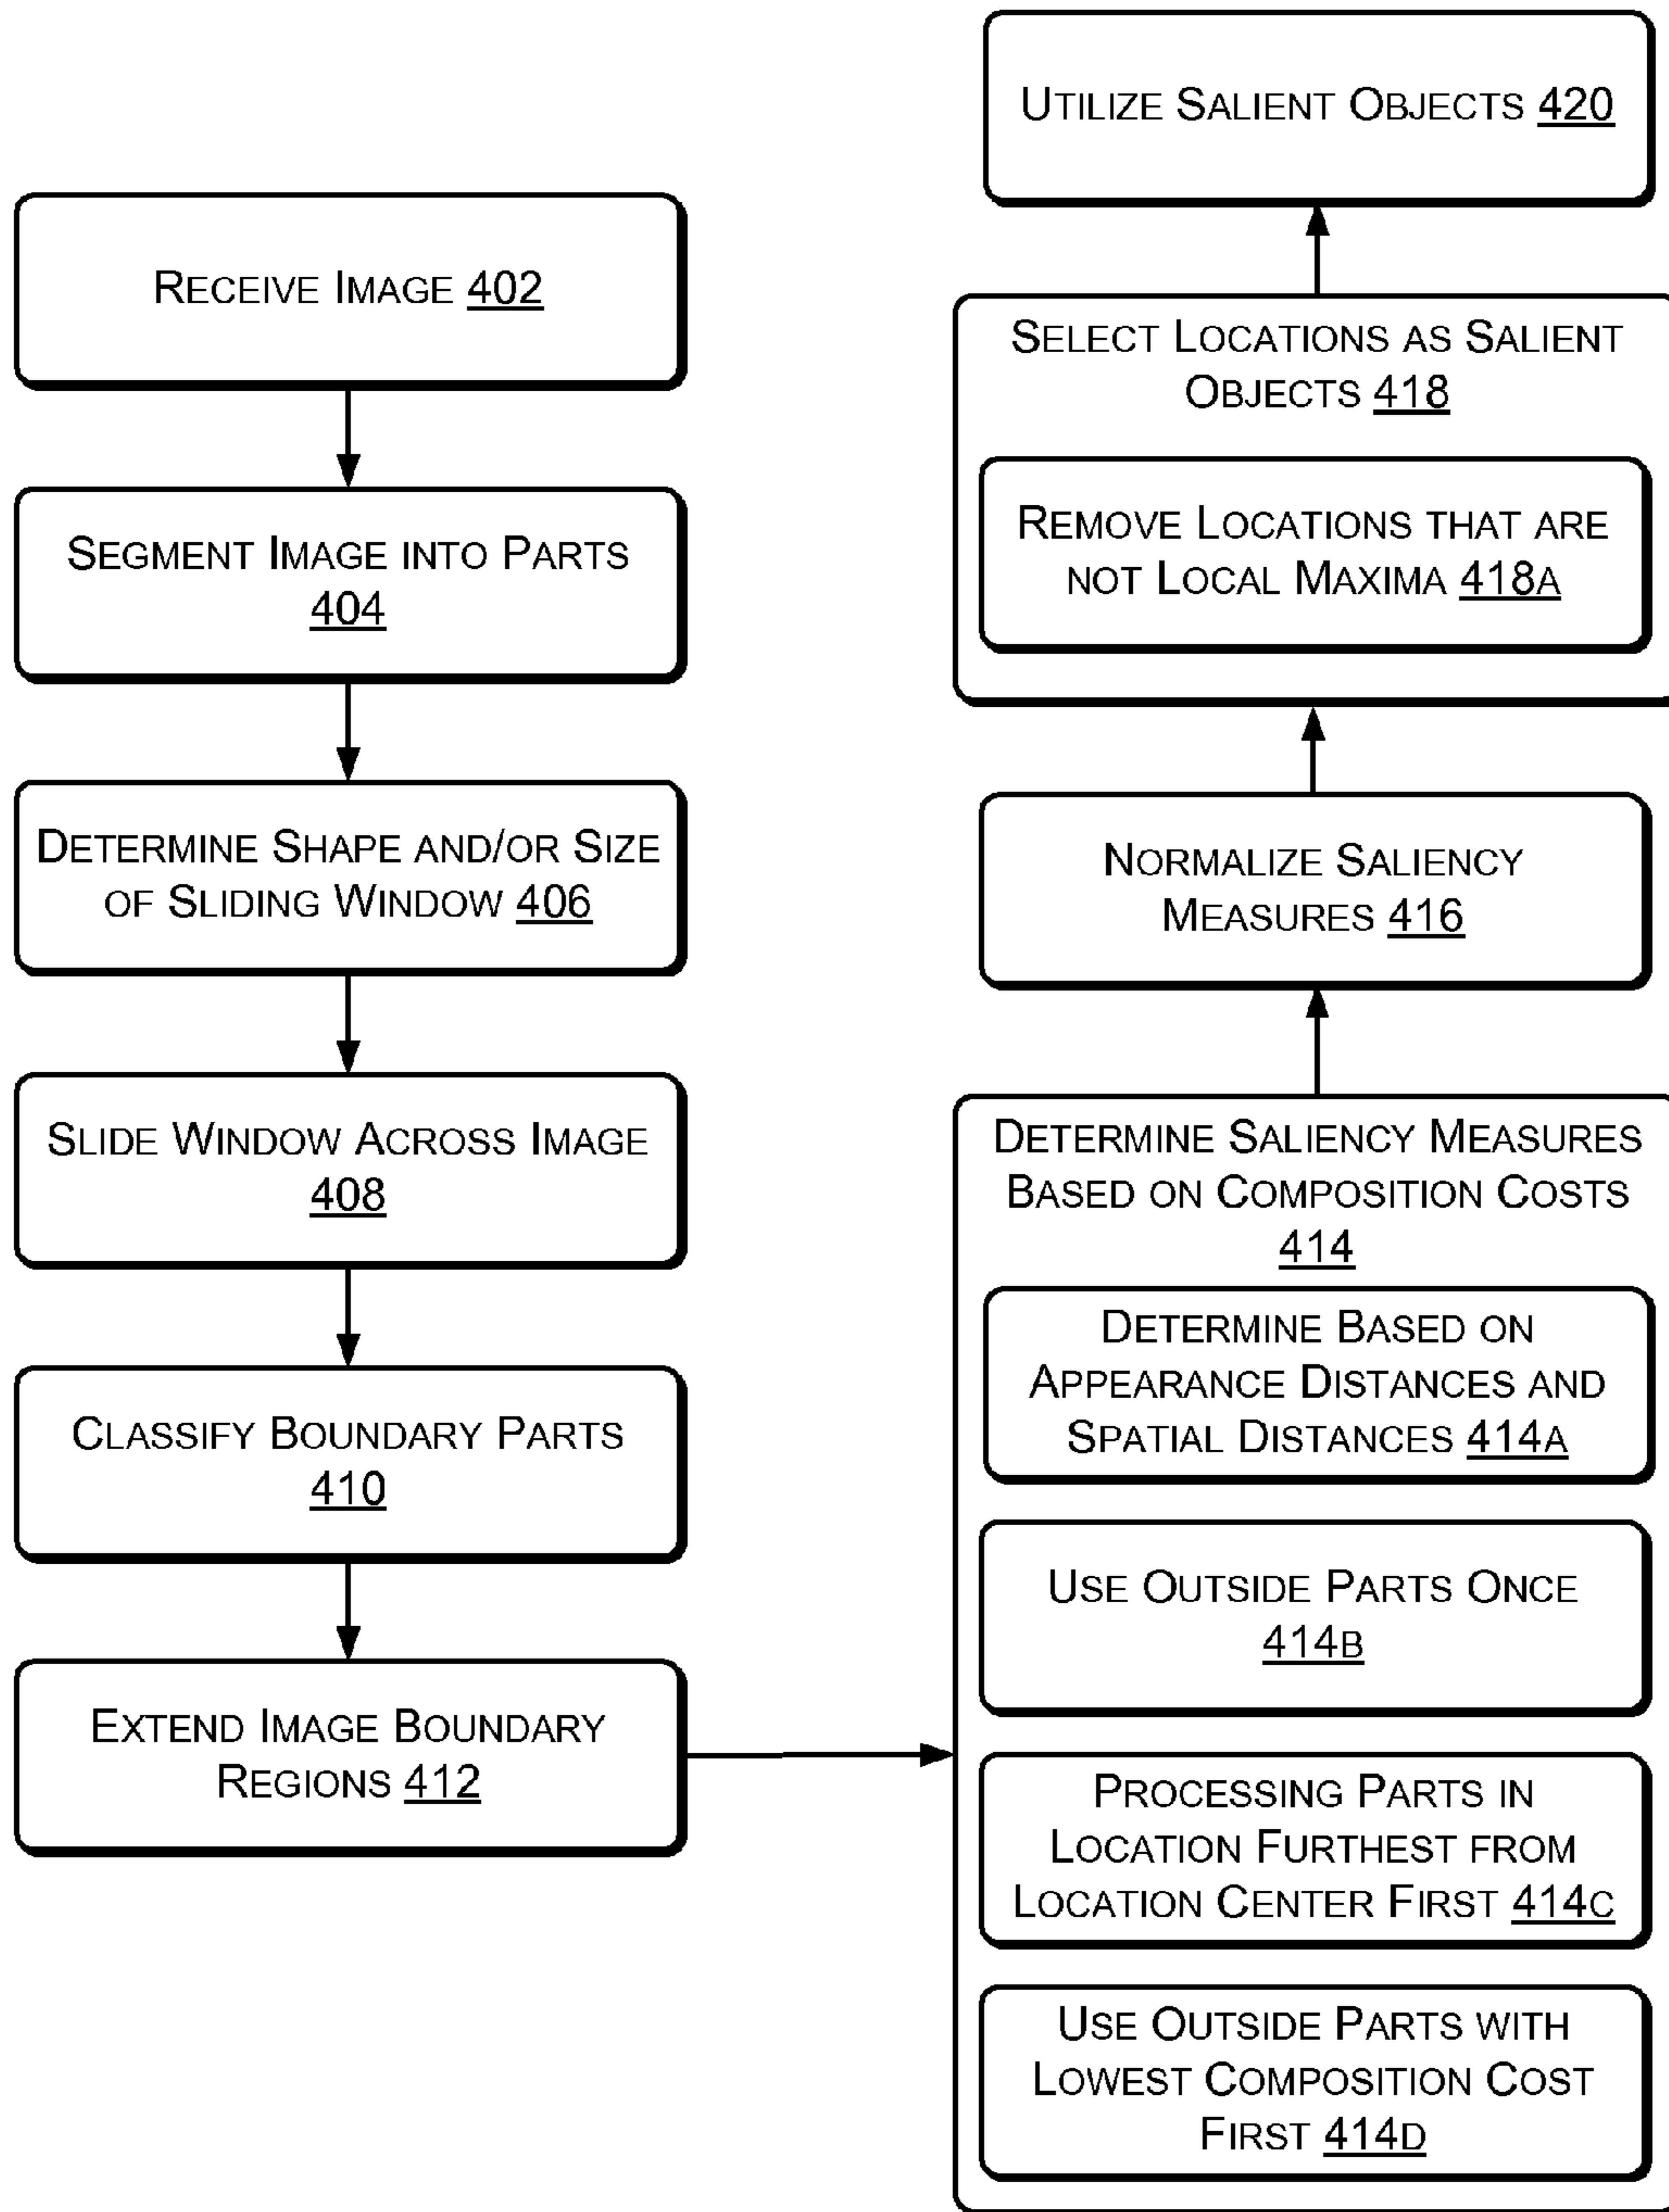 RECEIVE IMAGE 402
SEGMENT IMAGE INTO PARTS
404
DETERMINE SHAPE AND/OR SIZE
OF SLIDING WINDOW 406
SLIDE WINDOW ACROSS IMAGE
408
CLASSIFY BOUNDARY PARTS
410
EXTEND IMAGE BOUNDARY
REGIONS 412
DETERMINE SALIENCY MEASURES
BASED ON COMPOSITION COSTS
414
DETERMINE BASED ON
APPEARANCE DISTANCES AND
SPATIAL DISTANCES 414A
USE OUTSIDE PARTS ONCE
414B
PROCESSING PARTS IN
LOCATION FURTHEST FROM
LOCATION CENTER FIRST 414C
USE OUTSIDE PARTS WITH
LOWEST COMPOSITION COST
FIRST 414D
NORMALIZE SALIENCY
MEASURES 416
SELECT LOCATIONS AS SALIENT
OBJECTS 418
REMOVE LOCATIONS THAT ARE
NOT LOCAL MAXIMA 418A
UTILIZE SALIENT OBJECTS 420